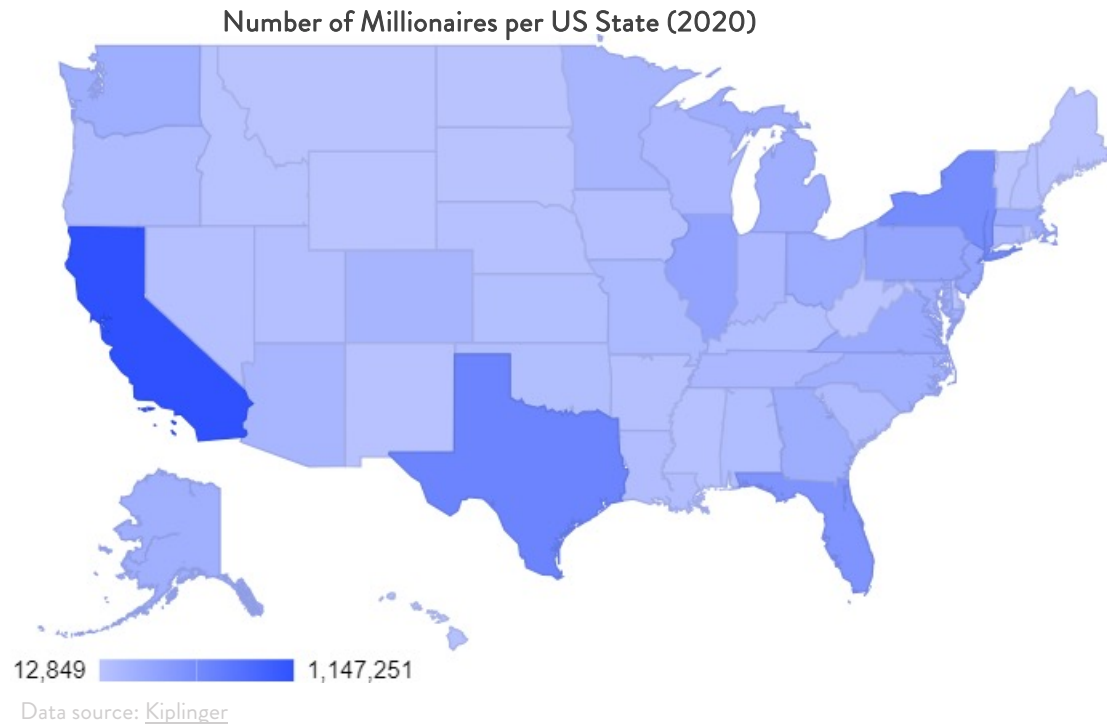 Number of Millionaires per US State (2020)
12,849
1,147,251
Data source: Kiplinger